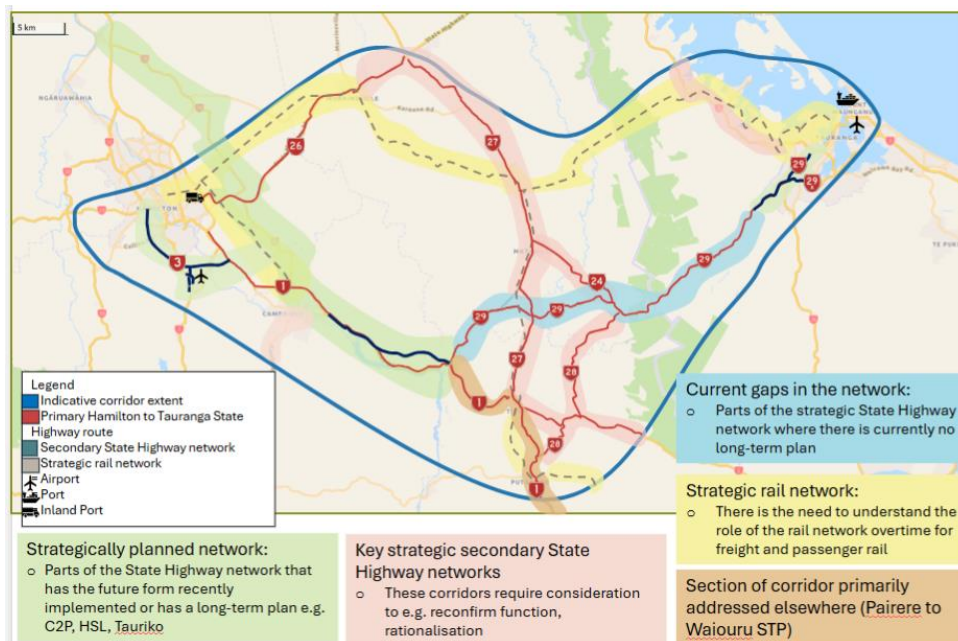 5 km
NGĀRUAWĀHIA
26
27
29
29
3
1
24
29
29
29
27
28
1
28
1
TE PUKE
Legend
Indicative corridor extent
Primary Hamilton to Tauranga State
Highway route
Secondary State Highway network
Strategic rail network
Airport
Port
Inland Port
Current gaps in the network:
o Parts of the strategic State Highway
network where there is currently no
long-term plan
Strategic rail network:
o There is the need to understand the
role of the rail network overtime for
freight and passenger rail
Strategically planned network:
o Parts of the State Highway network that
has the future form recently
implemented or has a long-term plan e.g.
C2P, HSL, Tauriko
Key strategic secondary State
Highway networks
o These corridors require consideration
to e.g. reconfirm function,
rationalisation
Section of corridor primarily
addressed elsewhere (Pairere to
Waiouru STP)